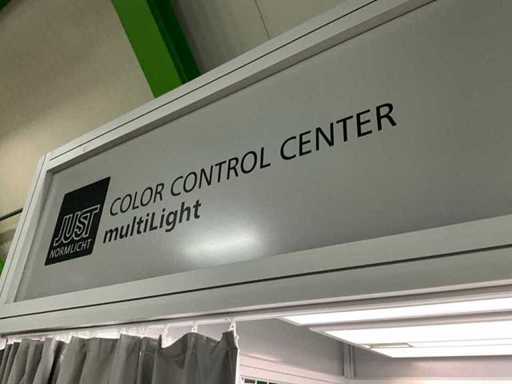 JUST
NORMLICHT
COLOR CONTROL CENTER
multiLight